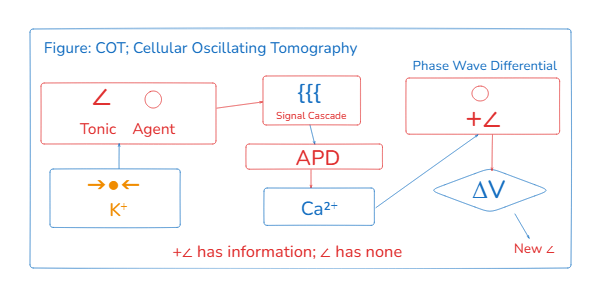 Figure: COT; Cellular Oscillating Tomography
Phase Wave Differential
∠
Tonic Agent
{{{
Signal Cascade
+∠
APD
K⁺
Ca²⁺
ΔV
New ∠
+∠ has information; ∠ has none